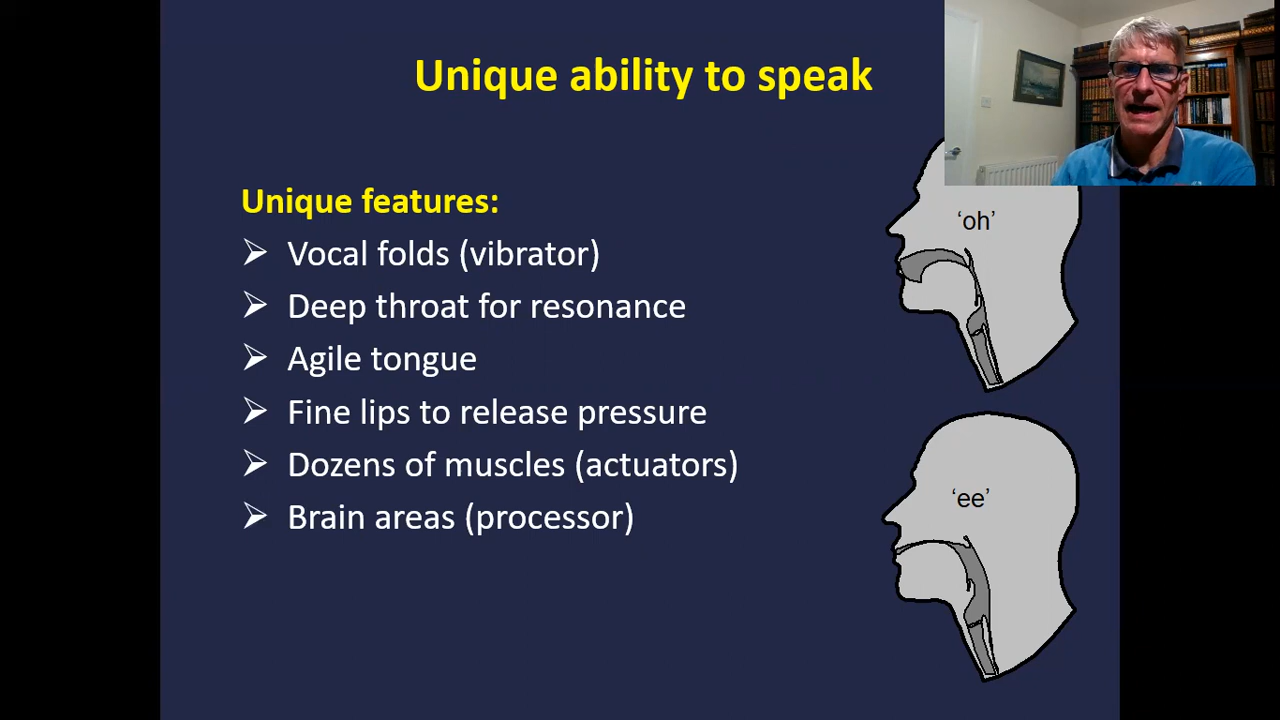 Unique ability to speak
Unique features:
➢ Vocal folds (vibrator)
➢ Deep throat for resonance
➢ Agile tongue
➢ Fine lips to release pressure
➢ Dozens of muscles (actuators)
➢ Brain areas (processor)
‘oh’
‘ee’